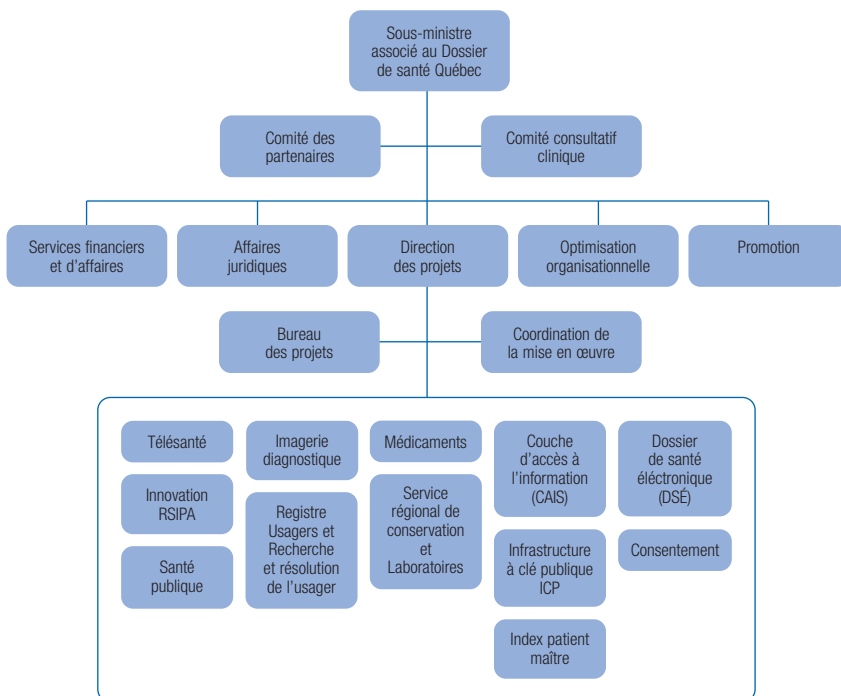 Sous-ministre
associé au Dossier
de santé Québec
Comité des
partenaires
Comité consultatif
clinique
Services financiers
et d'affaires
Affaires
juridiques
Direction
des projets
Optimisation
organisationnelle
Promotion
Bureau
des projets
Coordination de
la mise en œuvre
Télésanté
Innovation
RSIPA
Santé
publique
Imagerie
diagnostique
Registre
Usagers et
Recherche
et résolution
de l'usager
Médicaments
Service
régional de
conservation
et
Laboratoires
Couche
d'accès à
l'information
(CAIS)
Infrastructure
à clé publique
ICP
Index patient
maître
Dossier
de santé
éléctronique
(DSÉ)
Consentement